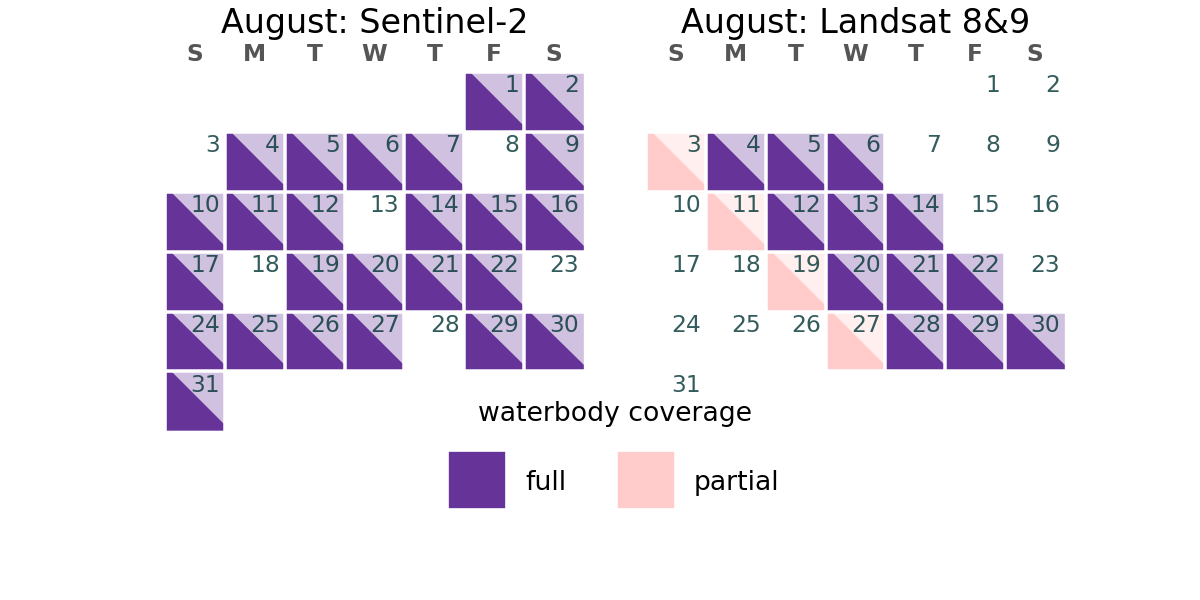 August: Sentinel-2
S M T W T F S
1 2
3 4 5 6 7 8 9
10 11 12 13 14 15 16
17 18 19 20 21 22 23
24 25 26 27 28 29 30
31
August: Landsat 8&9
S M T W T F S
1 2
3 4 5 6 7 8 9
10 11 12 13 14 15 16
17 18 19 20 21 22 23
24 25 26 27 28 29 30
31
waterbody coverage
full partial